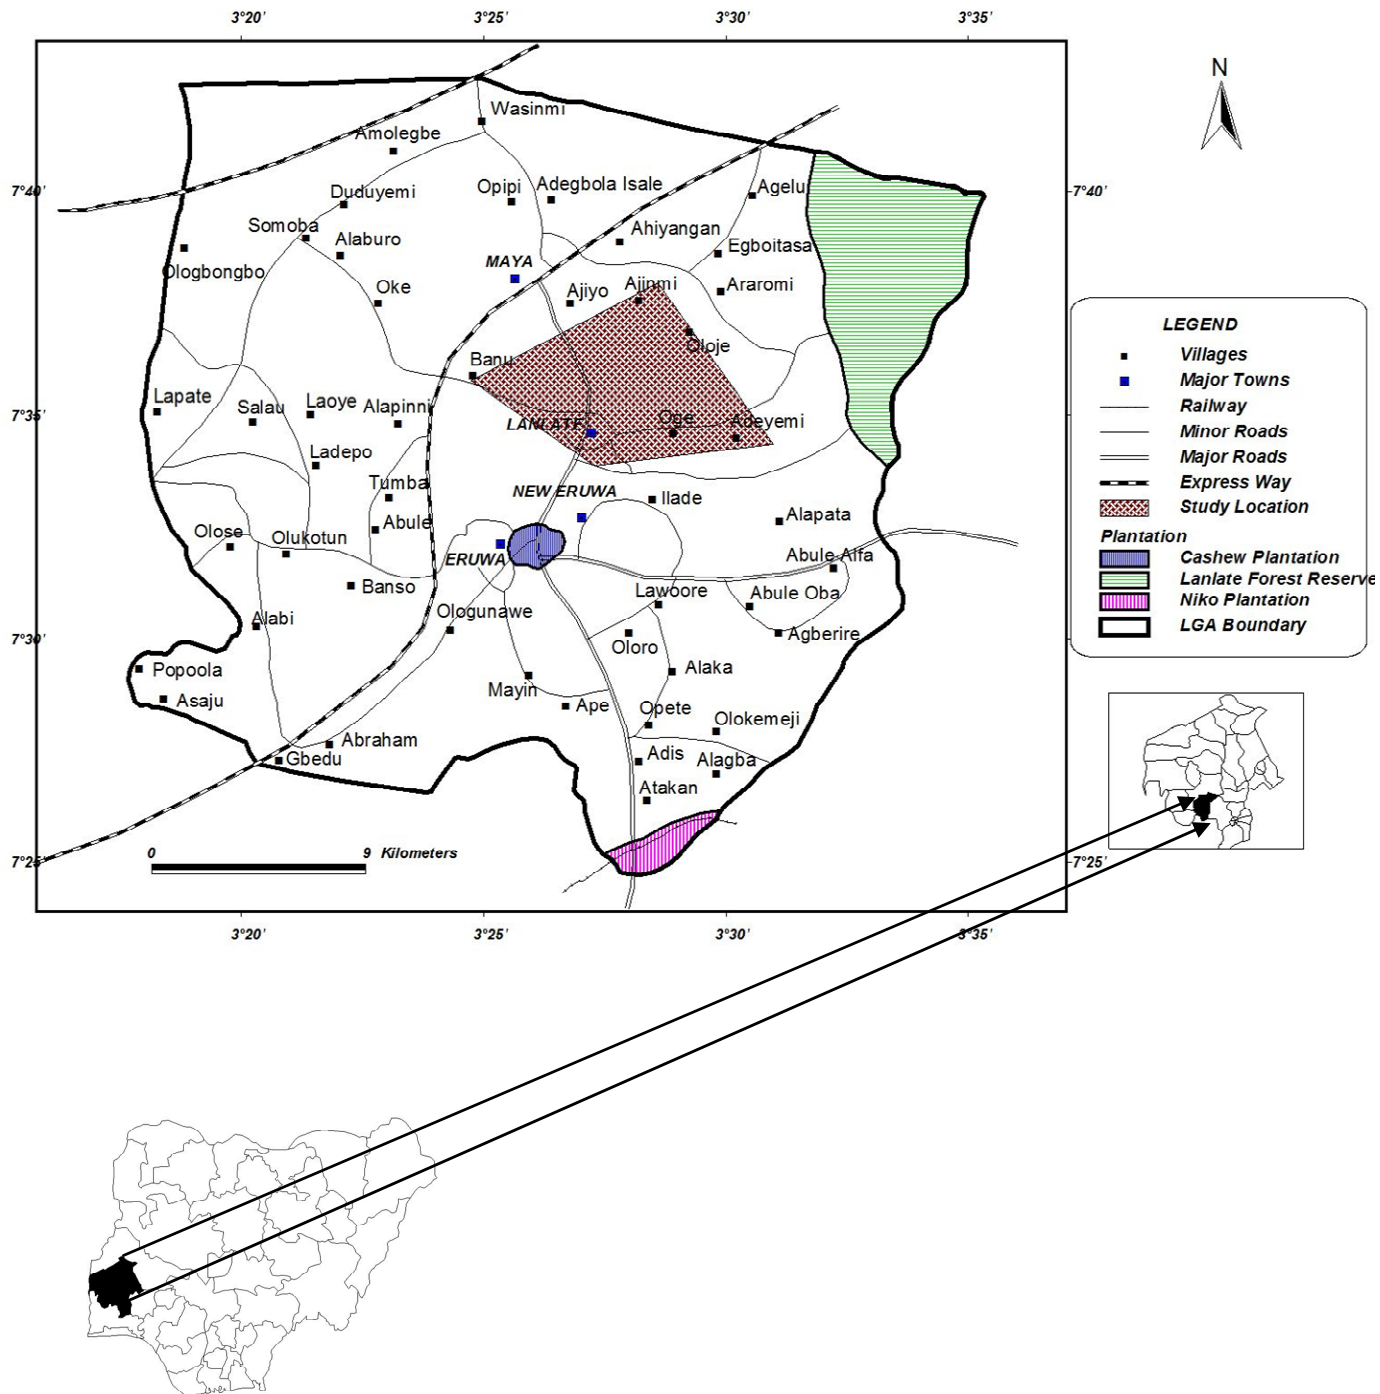 3°20' 3°25' 3°30' 3°35'
N
Wasinmi
Amolegbe
7°40' 7°40'
Duduyemi Opipi Adegbola Isale Agelu
Somoba Alaburo Ahiyangan Egboitasa
Ologbongbo MAYA
Oke Ajiyo Ajinmi Araromi
Banu Oloje
Lapate Salau Laoye Alapinni
7°35' 7°35'
LANLATE Oge Adeyemi
Ladepo
Tumba NEW ERUWA Ilade
Olose Olukotun Abule Alapata
ERUWA Abule Alfa
Banso Ologunawe Lawoore Abule Oba
Alabi
7°30' 7°30'
Oloro Agberire
Popoola Mayin Alaka
Asaju Ape Opete Olokemeji
Abraham Gbedu Adis Alagba
Atakan
0 9 Kilometers
7°25' 7°25'
3°20' 3°25' 3°30' 3°35'
LEGEND
Villages
Major Towns
Railway
Minor Roads
Major Roads
Express Way
Study Location
Plantation
Cashew Plantation
Lanlate Forest Reserve
Niko Plantation
LGA Boundary